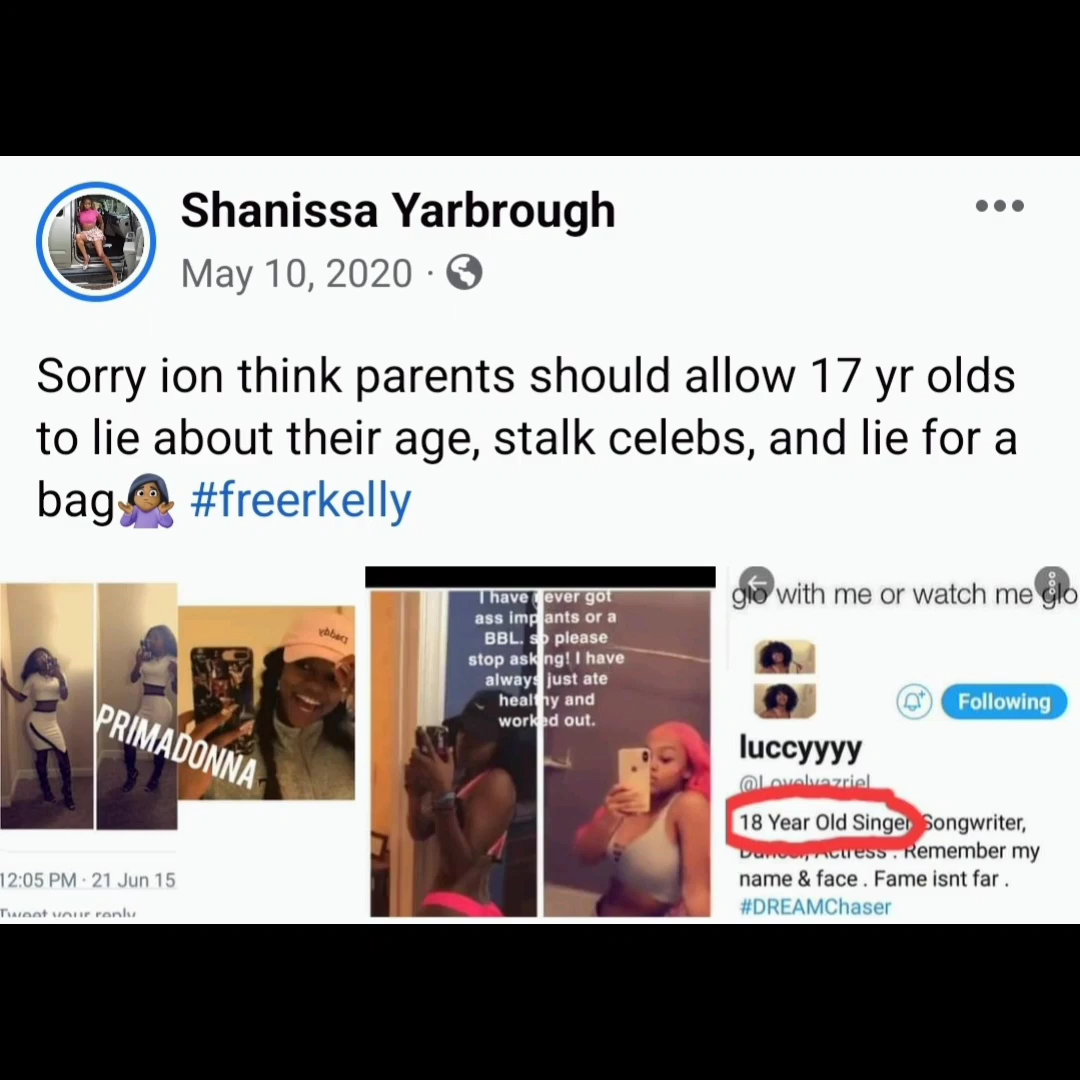 Shanissa Yarbrough
May 10, 2020 ·
Sorry ion think parents should allow 17 yr olds
to lie about their age, stalk celebs, and lie for a
bag🤷🏾‍♀️ #freerkelly
PRIMADONNA
12:05 PM · 21 Jun 15
Tweet your reply
I have never got
ass implants or a
BBL. so please
stop asking! I have
always just ate
healthy and
worked out.
glo with me or watch me glo
Following
luccyyyy
@Lovelyazriel
18 Year Old Singer Songwriter,
Dancer, Actress . Remember my
name & face . Fame isnt far .
#DREAMChaser